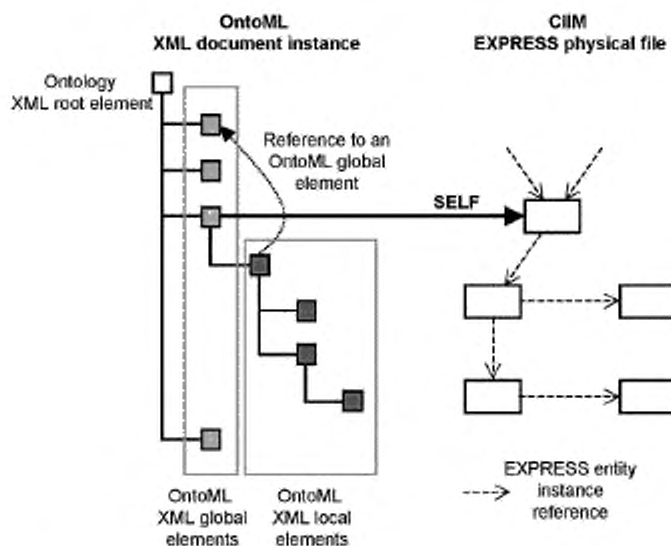 OntoML
XML document instance
CIIM
EXPRESS physical file
Ontology
XML root element
Reference to an
OntoML global
element
SELF
OntoML
XML global
elements
OntoML
XML local
elements
EXPRESS entity
instance
reference